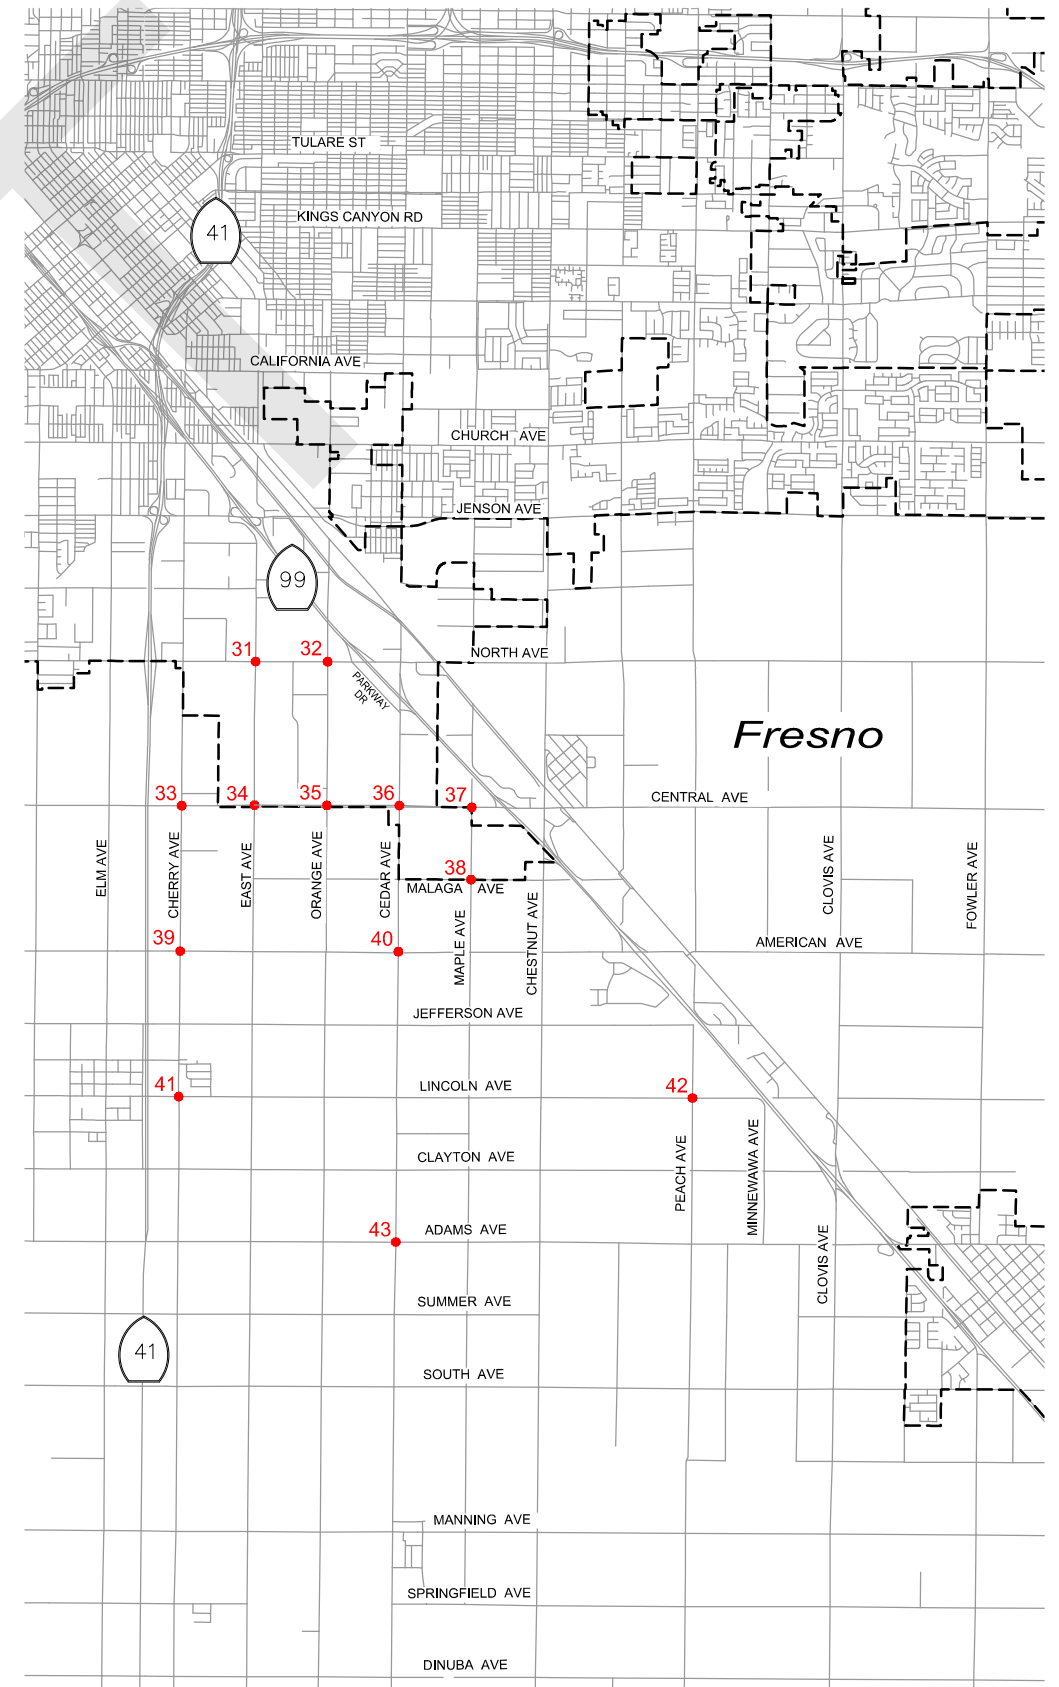 TULARE ST
KINGS CANYON RD
41
CALIFORNIA AVE
CHURCH AVE
JENSON AVE
99
31
32
NORTH AVE
PARKWAY
DR
Fresno
33
34
35
36
37
CENTRAL AVE
ELM AVE
CHERRY AVE
EAST AVE
ORANGE AVE
CEDAR AVE
38
MALAGA AVE
MAPLE AVE
CHESTNUT AVE
CLOVIS AVE
FOWLER AVE
39
40
AMERICAN AVE
JEFFERSON AVE
41
LINCOLN AVE
42
CLAYTON AVE
PEACH AVE
MINNEWAWA AVE
43
ADAMS AVE
CLOVIS AVE
SUMMER AVE
41
SOUTH AVE
MANNING AVE
SPRINGFIELD AVE
DINUBA AVE